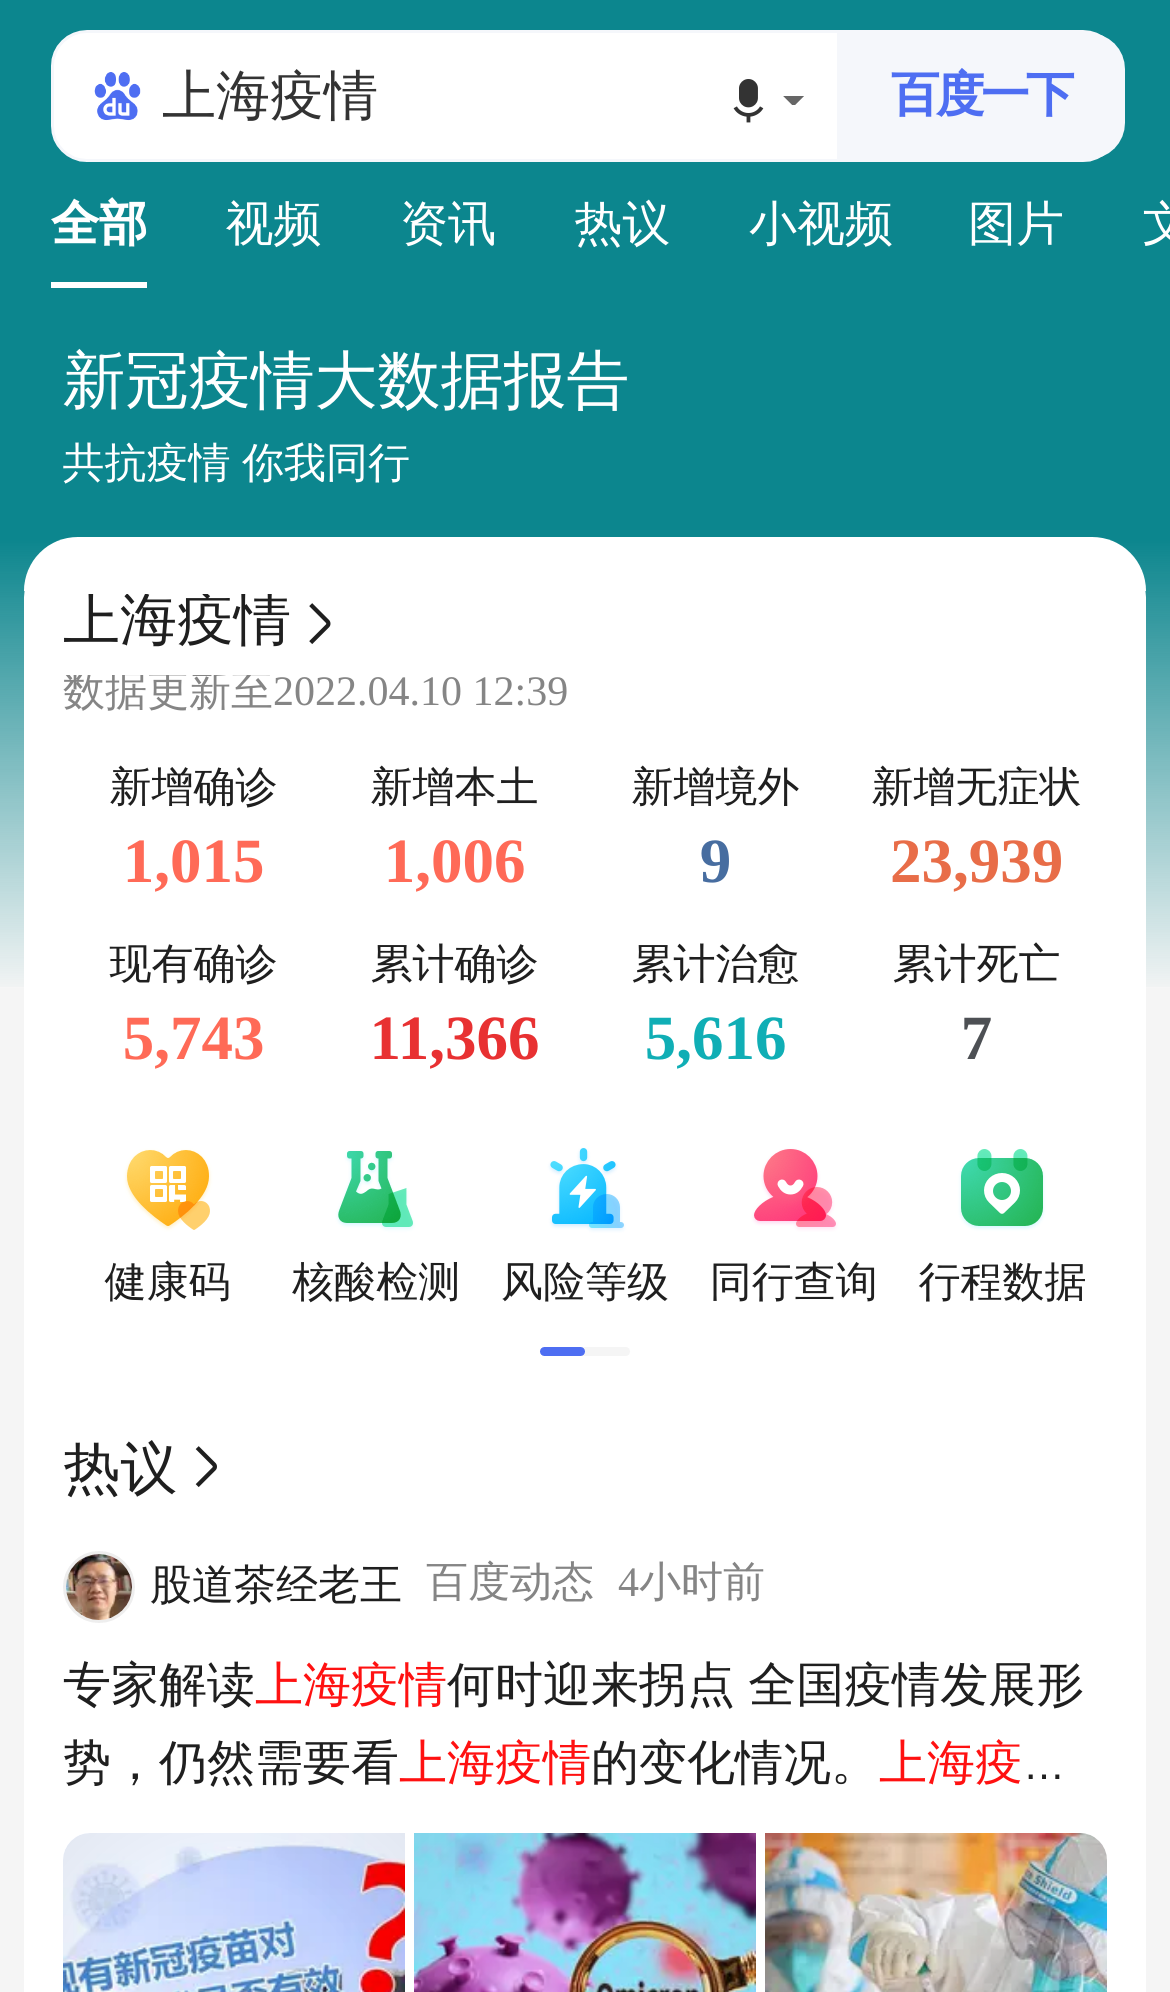 du 上海疫情 百度一下
全部 视频 资讯 热议 小视频 图片
新冠疫情大数据报告
共抗疫情 你我同行
上海疫情
数据更新至2022.04.10 12:39
新增确诊 新增本土 新增境外 新增无症状
1,015 1,006 9 23,939
现有确诊 累计确诊 累计治愈 累计死亡
5,743 11,366 5,616 7
健康码 核酸检测 风险等级 同行查询 行程数据
热议
股道茶经老王 百度动态 4小时前
专家解读上海疫情何时迎来拐点 全国疫情发展形
势，仍然需要看上海疫情的变化情况。上海疫...
有新冠疫苗对
Shield